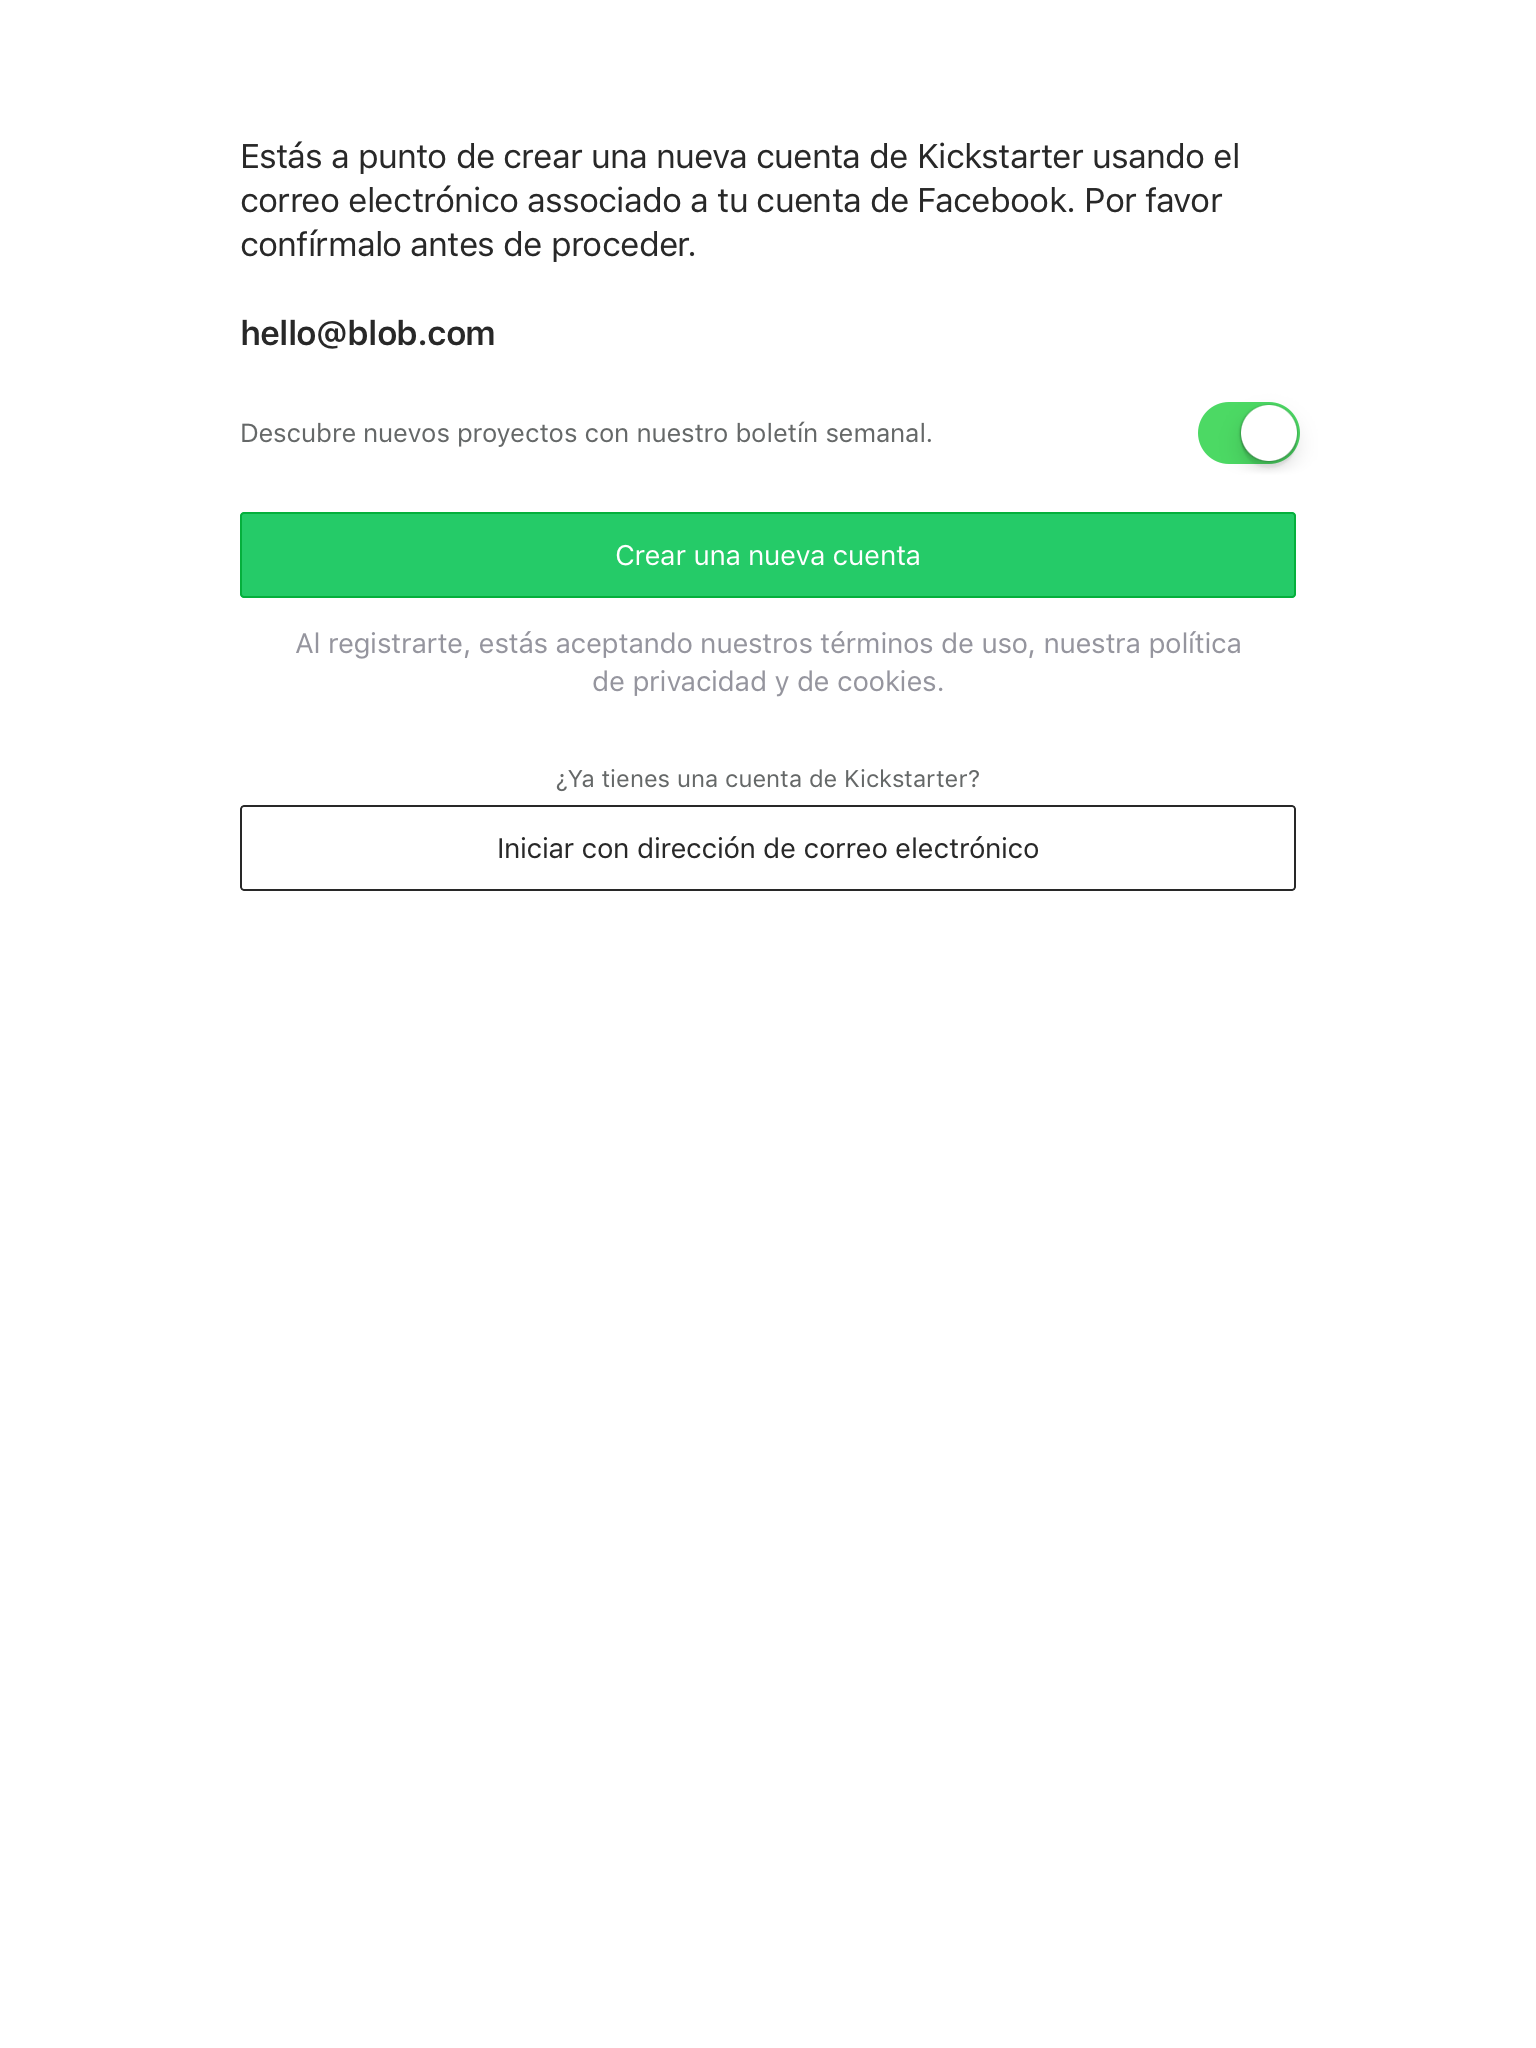 Estás a punto de crear una nueva cuenta de Kickstarter usando el
correo electrónico associado a tu cuenta de Facebook. Por favor
confírmalo antes de proceder.
hello@blob.com
Descubre nuevos proyectos con nuestro boletín semanal.
Crear una nueva cuenta
Al registrarte, estás aceptando nuestros términos de uso, nuestra política
de privacidad y de cookies.
¿Ya tienes una cuenta de Kickstarter?
Iniciar con dirección de correo electrónico